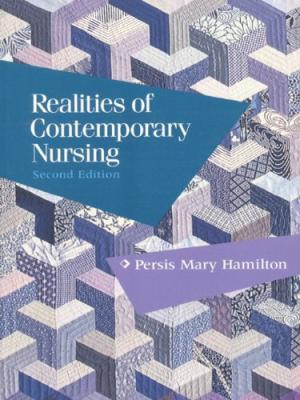 Realities of
Contemporary
Nursing
Second Edition
Persis Mary Hamilton